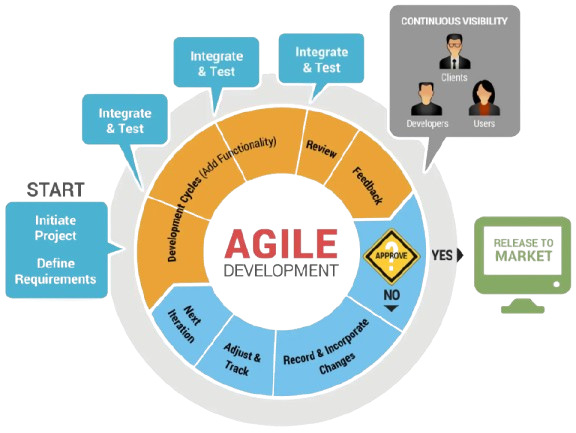 CONTINUOUS VISIBILITY
Clients
Developers
Users
Integrate
& Test
Integrate
& Test
Integrate
& Test
START
Initiate
Project
Define
Requirements
Development Cycles (Add Functionality)
Review
Feedback
AGILE
DEVELOPMENT
?
APPROVE
YES
NO
RELEASE TO
MARKET
Record & Incorporate
Changes
Adjust &
Track
Next
Iteration